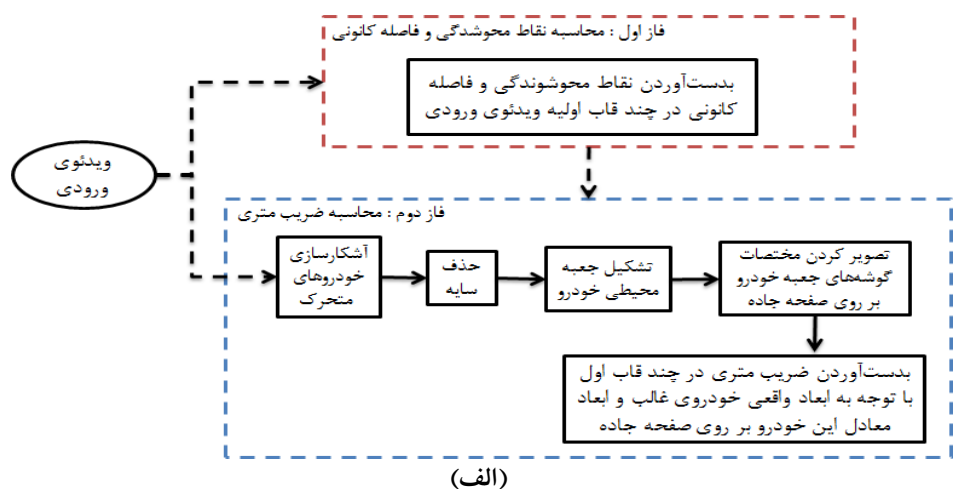 فاز اول : محاسبه نقاط محوشدگی و فاصله کانونی
بدست‌آوردن نقاط محوشوندگی و فاصله
کانونی در چند قاب اولیه ویدئوی ورودی
ویدئوی
ورودی
فاز دوم : محاسبه ضریب متری
آشکارسازی
خودروهای
متحرک
حذف
سایه
تشکیل جعبه
محیطی خودرو
تصویر کردن مختصات
گوشه‌های جعبه خودرو
بر روی صفحه جاده
بدست‌آوردن ضریب متری در چند قاب اول
با توجه به ابعاد واقعی خودروی غالب و ابعاد
معادل این خودرو بر روی صفحه جاده
(الف)